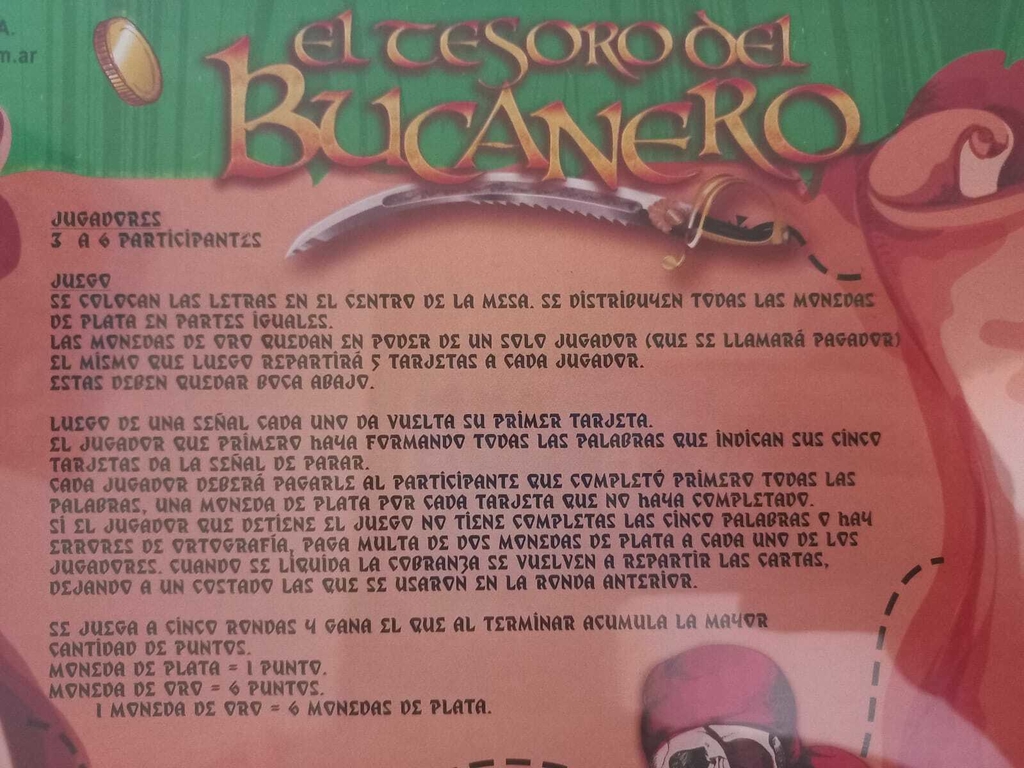 A.
m.ar
EL TESORO DEL
BUCANERO
JUGADORES
3 A 6 PARTICIPANTES
JUEGO
SE COLOCAN LAS LETRAS EN EL CENTRO DE LA MESA. SE DISTRIBUYEN TODAS LAS MONEDAS
DE PLATA EN PARTES IGUALES.
LAS MONEDAS DE ORO QUEDAN EN PODER DE UN SOLO JUGADOR (QUE SE LLAMARÁ PAGADOR)
EL MISMO QUE LUEGO REPARTIRÁ 5 TARJETAS A CADA JUGADOR.
ESTAS DEBEN QUEDAR BOCA ABAJO.
LUEGO DE UNA SEÑAL CADA UNO DA VUELTA SU PRIMER TARJETA.
EL JUGADOR QUE PRIMERO HAYA FORMANDO TODAS LAS PALABRAS QUE INDICAN SUS CINCO
TARJETAS DA LA SEÑAL DE PARAR.
CADA JUGADOR DEBERÁ PAGARLE AL PARTICIPANTE QUE COMPLETÓ PRIMERO TODAS LAS
PALABRAS, UNA MONEDA DE PLATA POR CADA TARJETA QUE NO HAYA COMPLETADO.
SI EL JUGADOR QUE DETIENE EL JUEGO NO TIENE COMPLETAS LAS CINCO PALABRAS O HAY
ERRORES DE ORTOGRAFÍA, PAGA MULTA DE DOS MONEDAS DE PLATA A CADA UNO DE LOS
JUGADORES. CUANDO SE LIQUIDA LA COBRANZA SE VUELVEN A REPARTIR LAS CARTAS,
DEJANDO A UN COSTADO LAS QUE SE USARON EN LA RONDA ANTERIOR.
SE JUEGA A CINCO RONDAS Y GANA EL QUE AL TERMINAR ACUMULA LA MAYOR
CANTIDAD DE PUNTOS.
MONEDA DE PLATA = 1 PUNTO.
MONEDA DE ORO = 6 PUNTOS.
1 MONEDA DE ORO = 6 MONEDAS DE PLATA.